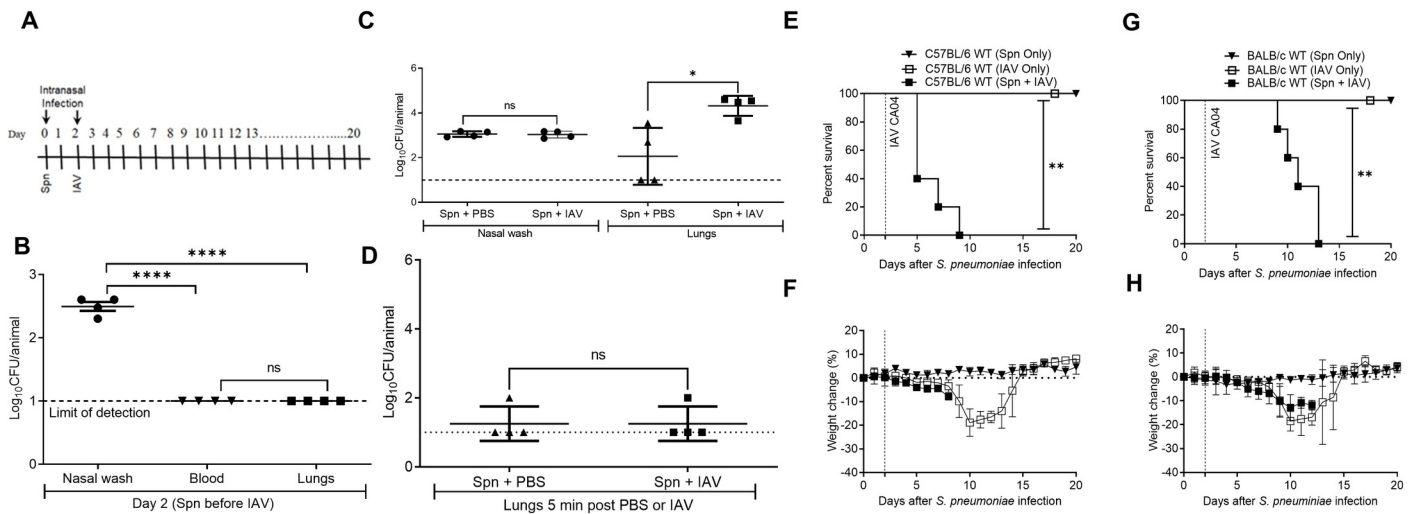 A
Intranasal
Infection
Day 0 1 2 3 4 5 6 7 8 9 10 11 12 13.........................20
Spn
IAV
B
****
****
ns
3
2
1
0
Log10CFU/animal
Limit of detection
Nasal wash Blood Lungs
Day 2 (Spn before IAV)
C
6
4
2
0
Log10CFU/animal
ns
*
Spn + PBS Spn + IAV Spn + PBS Spn + IAV
Nasal wash Lungs
D
6
4
2
0
Log10CFU/animal
ns
Spn + PBS Spn + IAV
Lungs 5 min post PBS or IAV
E
C57BL/6 WT (Spn Only)
C57BL/6 WT (IAV Only)
C57BL/6 WT (Spn + IAV)
100
80
60
40
20
0
Percent survival
IAV CA04
**
0 5 10 15 20
Days after S. pneumoniae infection
F
20
10
0
-10
-20
-30
-40
Weight change (%)
0 5 10 15 20
Days after S. pneumoniae infection
G
BALB/c WT (Spn Only)
BALB/c WT (IAV Only)
BALB/c WT (Spn + IAV)
100
80
60
40
20
0
Percent survival
IAV CA04
**
0 5 10 15 20
Days after S. pneumoniae infection
H
20
10
0
-10
-20
-30
-40
Weight change (%)
0 5 10 15 20
Days after S. pneuminiae infection